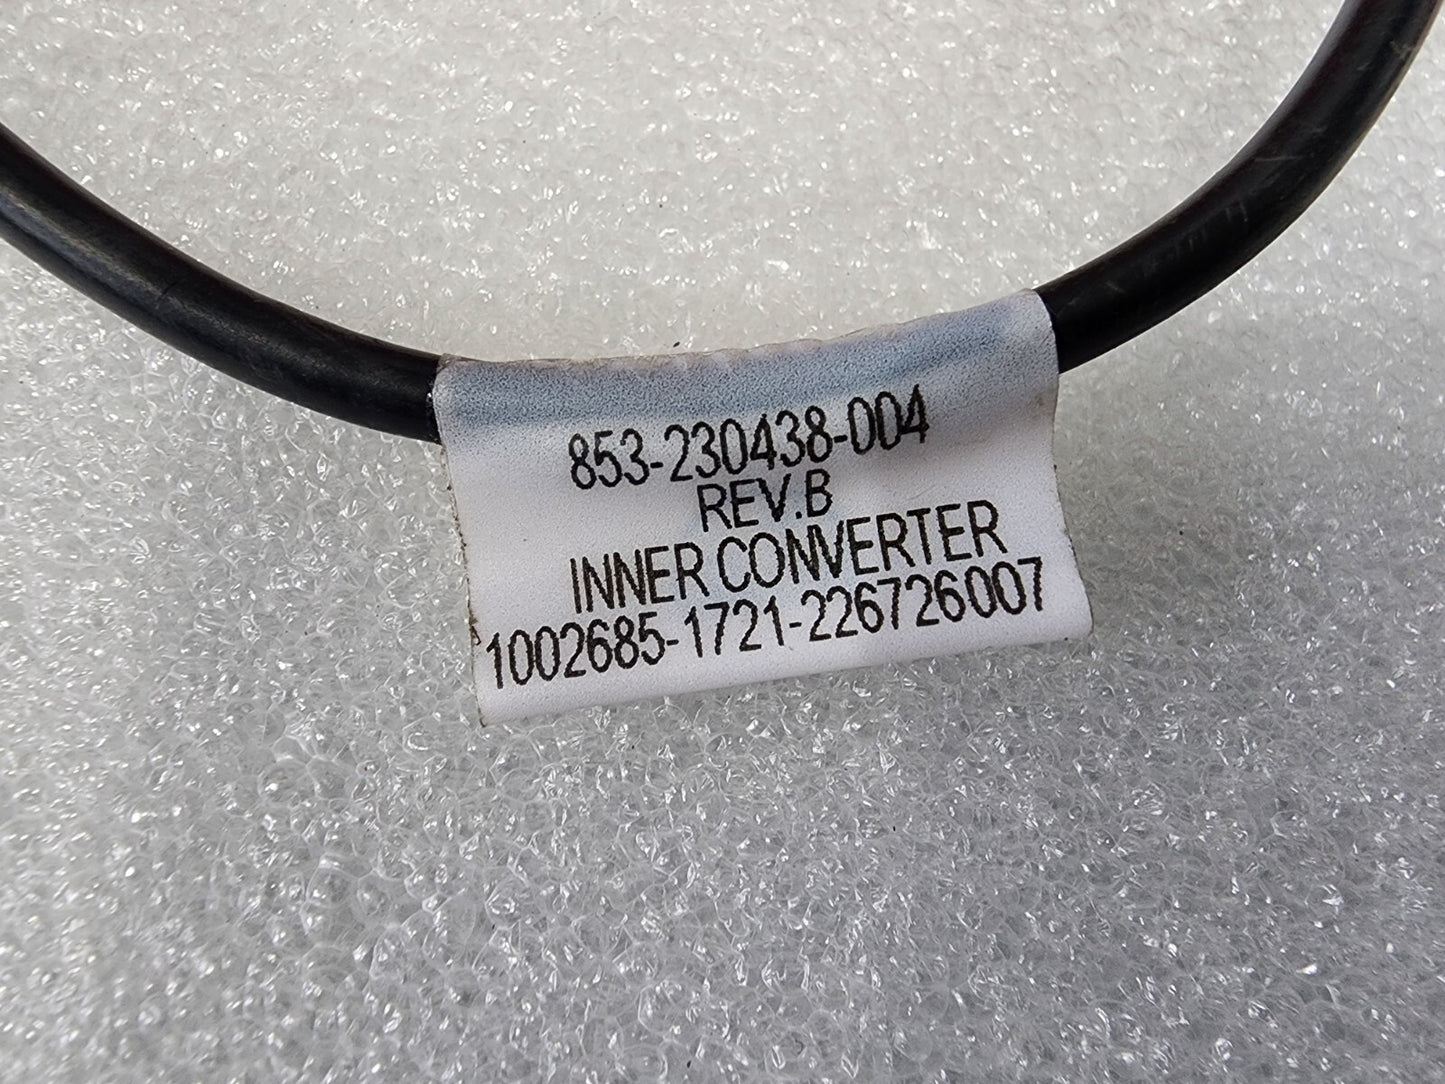 853-230438-004
REV.B
INNER CONVERTER
1002685-1721-226726007